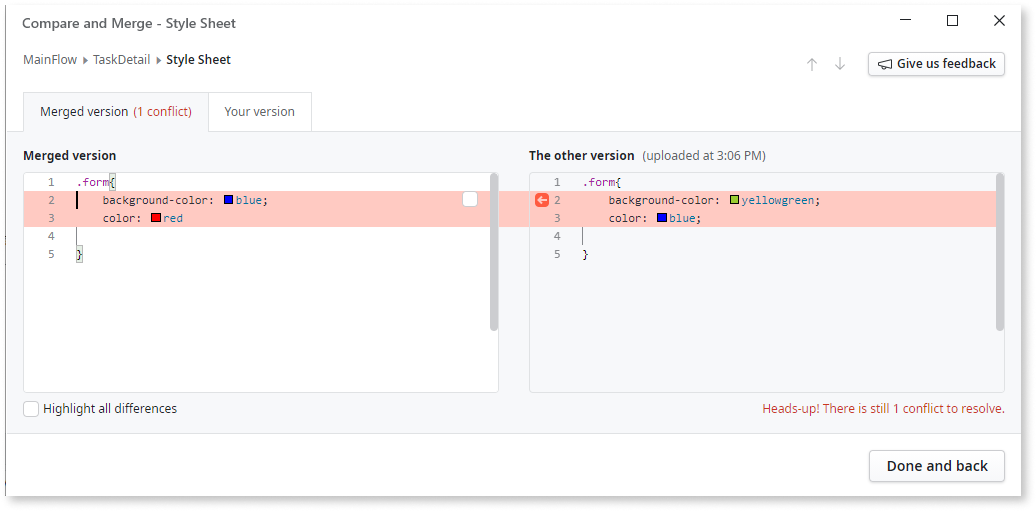 Compare and Merge - Style Sheet
MainFlow TaskDetail Style Sheet
Give us feedback
Merged version (1 conflict)
Your version
Merged version
1 .form{
2 background-color: blue;
3 color: red
4
5 }
The other version (uploaded at 3:06 PM)
1 .form{
2 background-color: yellowgreen;
3 color: blue;
4
5 }
Highlight all differences
Heads-up! There is still 1 conflict to resolve.
Done and back